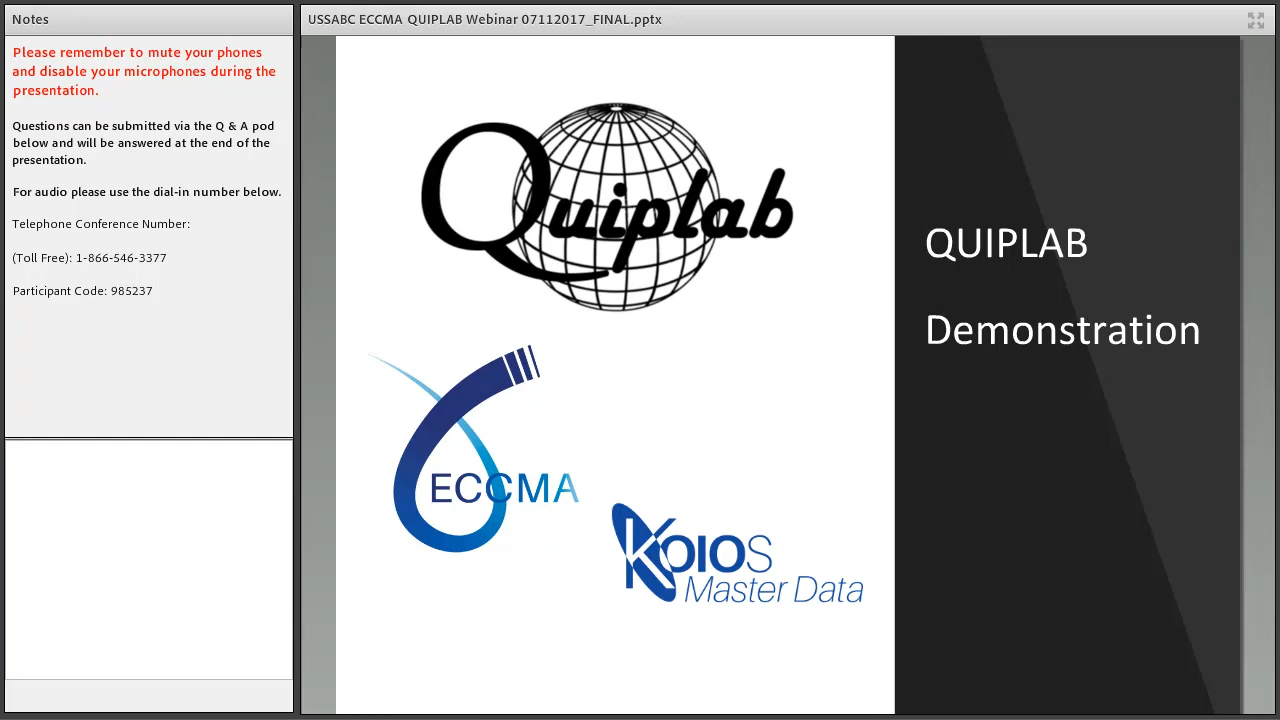 Notes
Please remember to mute your phones
and disable your microphones during the
presentation.
Questions can be submitted via the Q & A pod
below and will be answered at the end of the
presentation.
For audio please use the dial-in number below.
Telephone Conference Number:
(Toll Free): 1-866-546-3377
Participant Code: 985237
USSABC ECCMA QUIPLAB Webinar 07112017_FINAL.pptx
Quiplab
ECCMA
KOIOS
Master Data
QUIPLAB
Demonstration